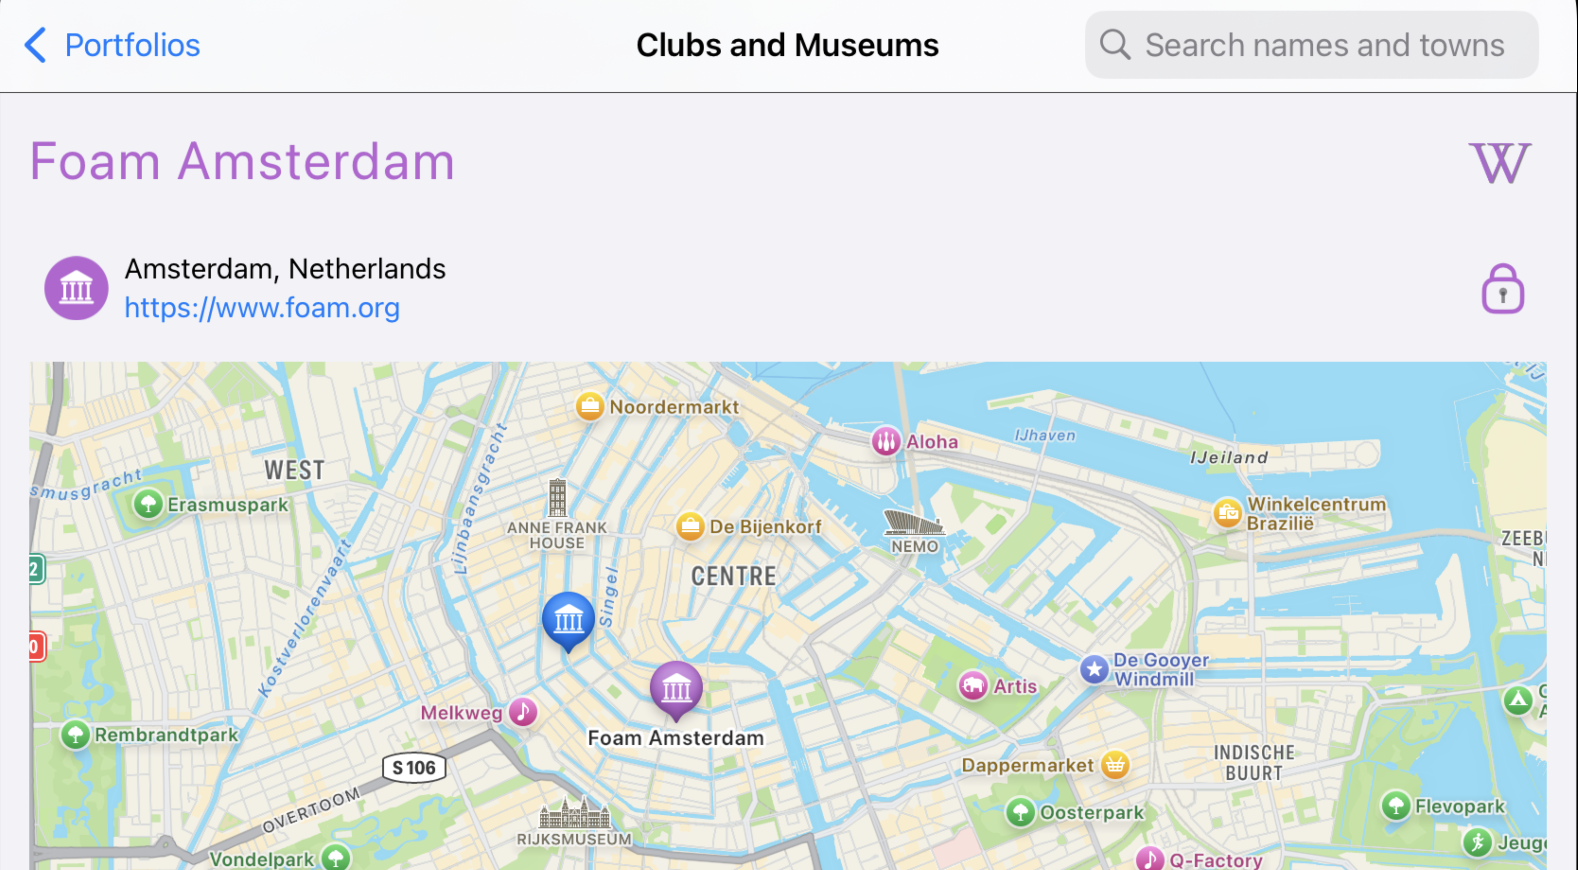 Portfolios
Clubs and Museums
Search names and towns
Foam Amsterdam
W
Amsterdam, Netherlands
https://www.foam.org
Noordermarkt
Aloha
IJhaven
IJeiland
WEST
smusgracht
Erasmuspark
Lijnbaansgracht
ANNE FRANK
HOUSE
De Bijenkorf
NEMO
Winkelcentrum
Brazilië
ZEEB
N
CENTRE
2
Kostverlorenvaart
Singel
0
De Gooyer
Windmill
Artis
Melkweg
Foam Amsterdam
Rembrandtpark
S 106
Dappermarket
INDISCHE
BUURT
OVERTOOM
Oosterpark
Flevopark
RIJKSMUSEUM
Jeug
Vondelpark
Q-Factory